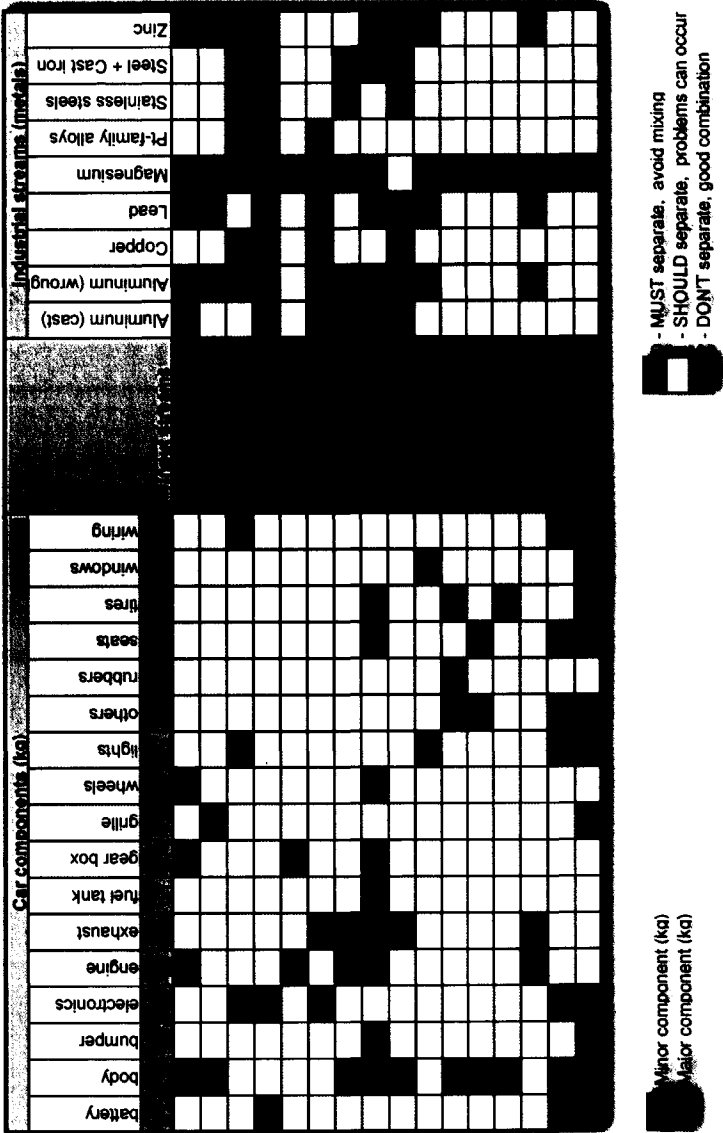 Industrial streams (metals)
Zinc
Steel + Cast iron
Stainless steels
Pt-family alloys
Magnesium
Lead
Copper
Aluminum (wroug
Aluminum (cast)
Car components (kg)
wiring
windows
tires
seats
rubbers
others
lights
wheels
grille
gear box
fuel tank
exhaust
engine
electronics
bumper
body
battery
- MUST separate, avoid mixing
- SHOULD separate, problems can occur
- DON'T separate, good combination
Minor component (kg)
Major component (kg)